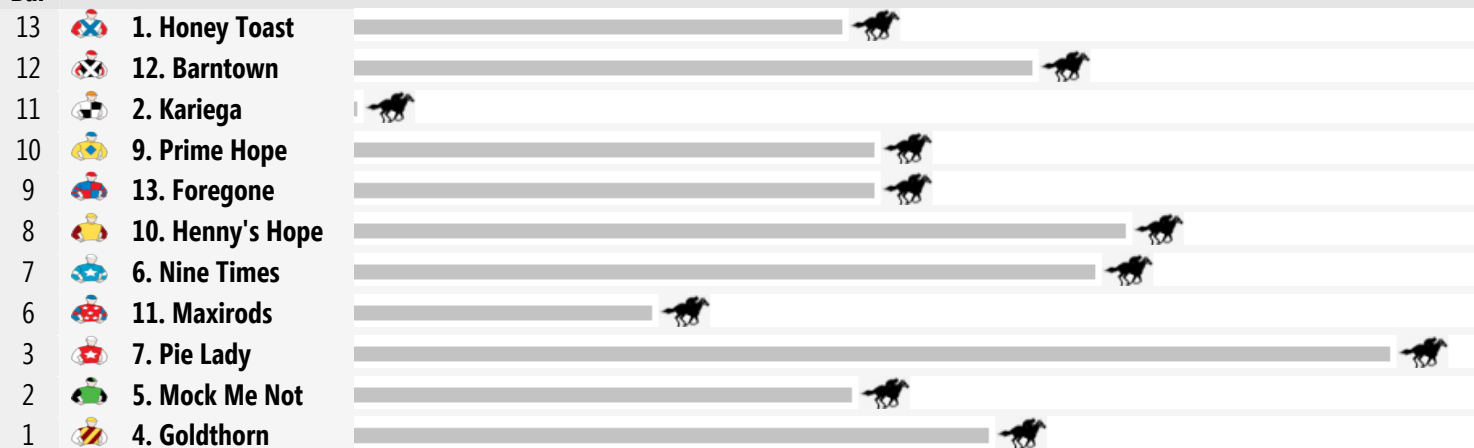 13 1. Honey Toast
12 12. Barntown
11 2. Kariega
10 9. Prime Hope
9 13. Foregone
8 10. Henny's Hope
7 6. Nine Times
6 11. Maxirods
3 7. Pie Lady
2 5. Mock Me Not
1 4. Goldthorn